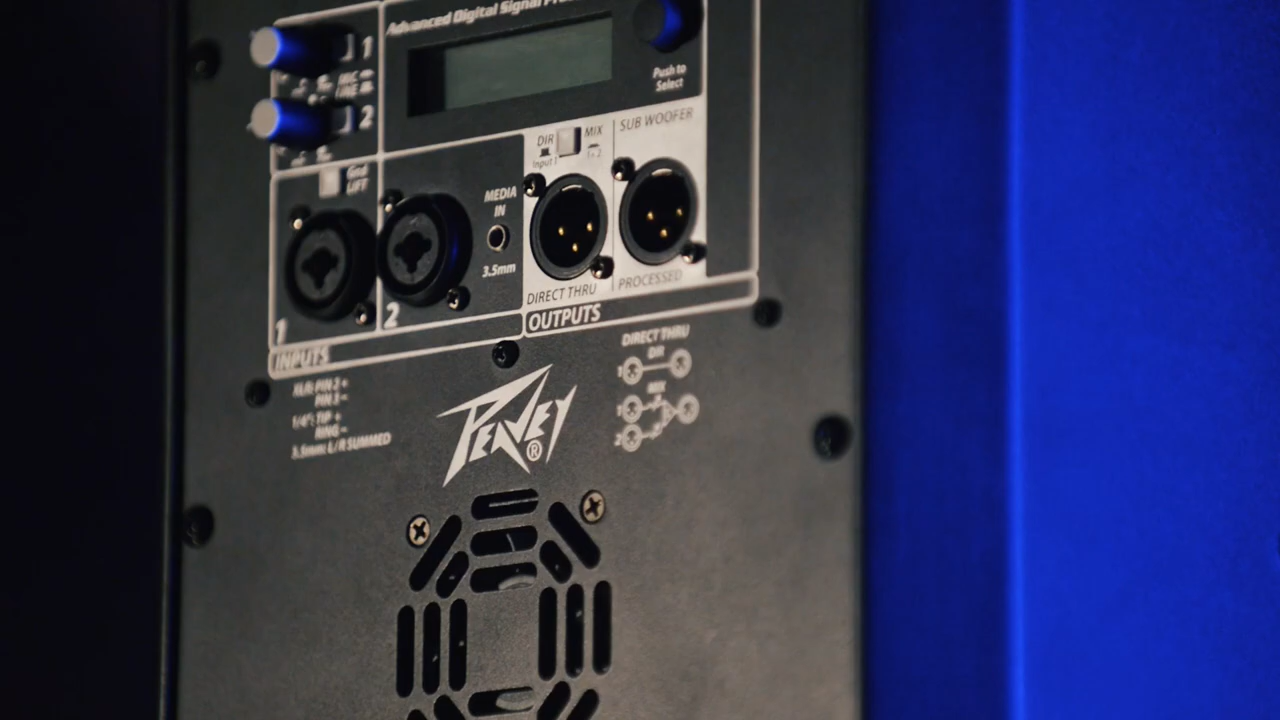 Advanced Digital Signal
1
MIC
LINE
2
Push to
Select
Gnd
LIFT
MEDIA
IN
3.5mm
DIR
MIX
Input 1
SUB WOOFER
DIRECT THRU
PROCESSED
1
2
INPUTS
OUTPUTS
XLR: PIN 2 +
PIN 3 –
1/4": TIP +
RING –
3.5mm: L/R SUMMED
PEAVEY
®
DIRECT THRU
DIR
1
MIX
1
2